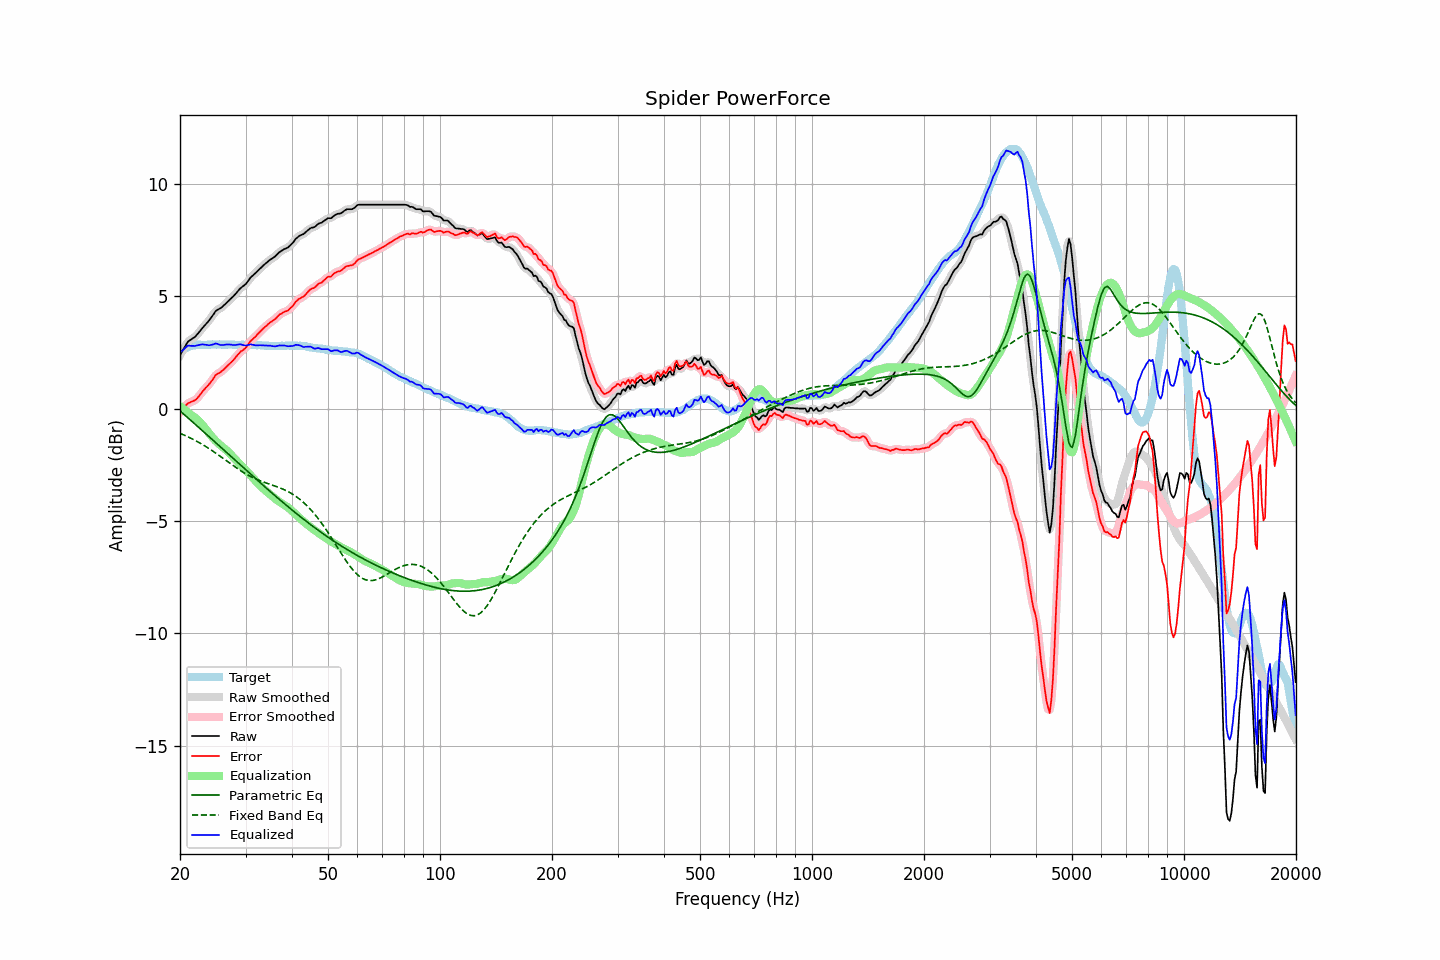 Spider PowerForce
Amplitude (dBr)
10
5
0
−5
−10
−15
Target
Raw Smoothed
Error Smoothed
Raw
Error
Equalization
Parametric Eq
Fixed Band Eq
Equalized
20 50 100 200 500 1000 2000 5000 10000 20000
Frequency (Hz)